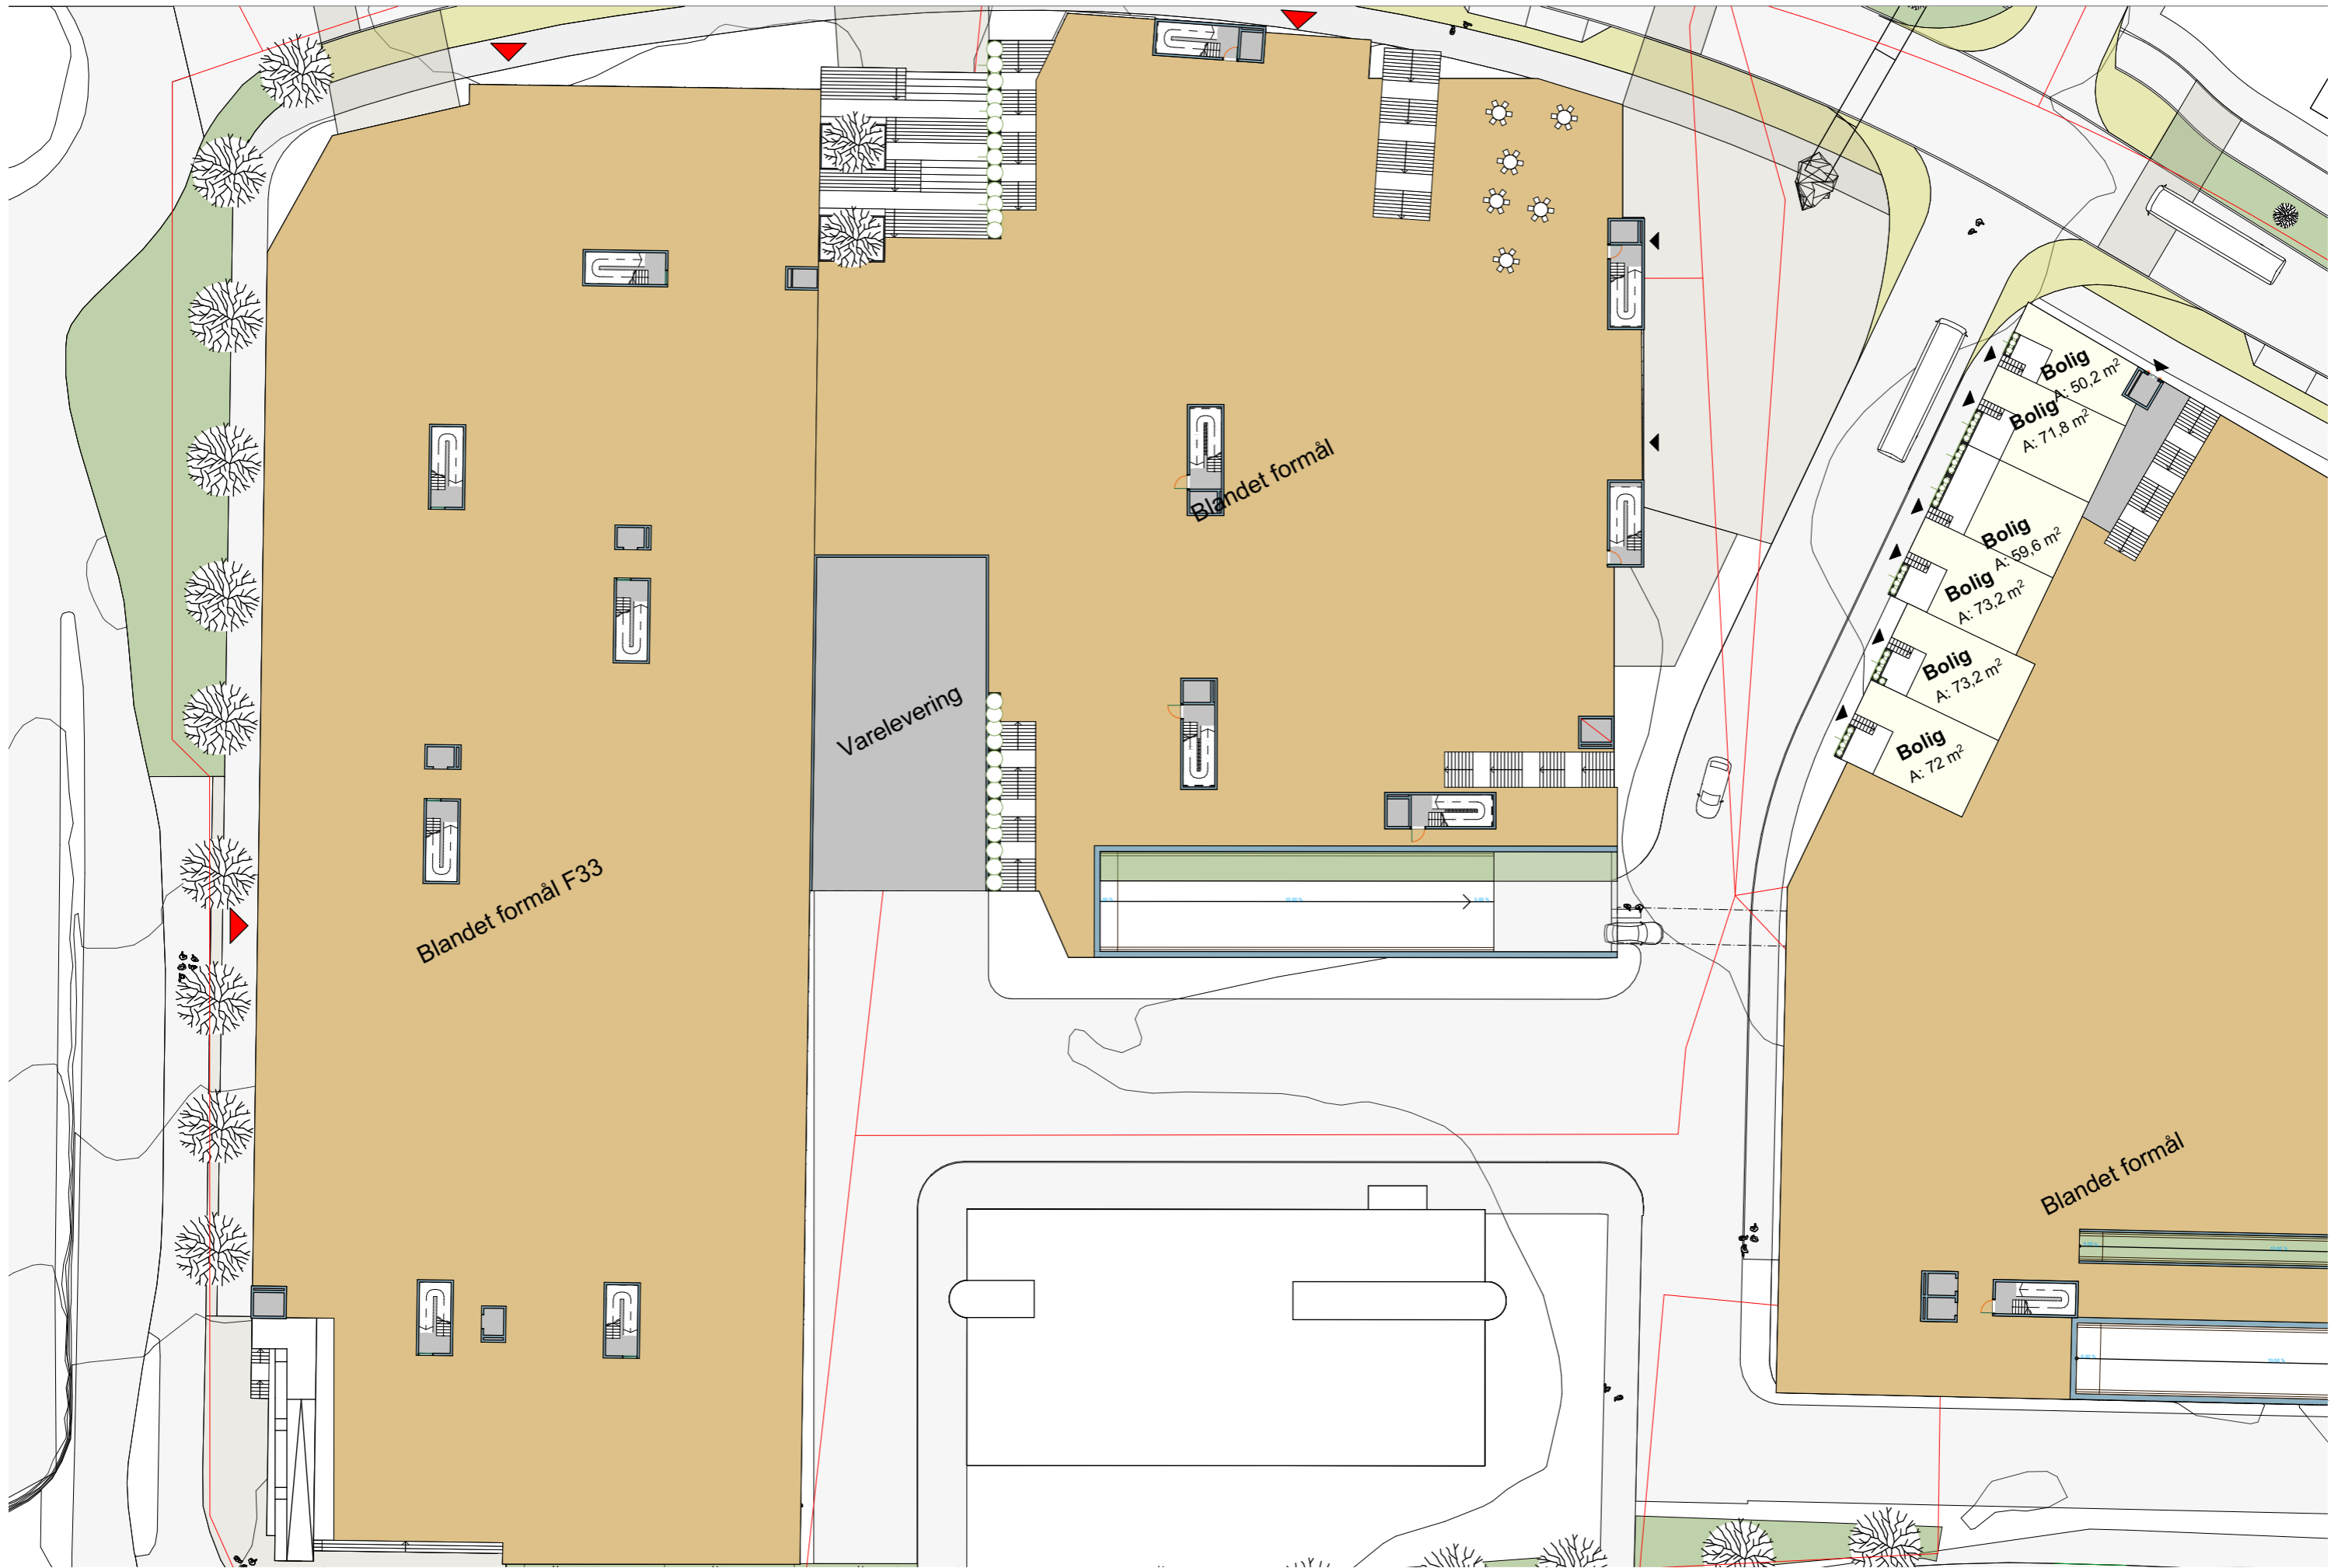 Bolig
A: 50,2 m²
Bolig
A: 71,8 m²
Blandet formål
Bolig
A: 59,6 m²
Bolig
A: 73,2 m²
Bolig
A: 73,2 m²
Varelevering
Bolig
A: 72 m²
Blandet formål F33
Blandet formål